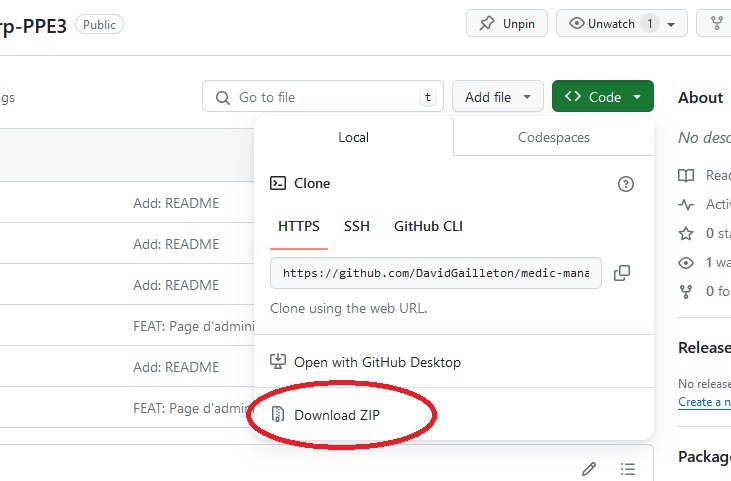 rp-PPE3 Public Unpin Unwatch 1
gs Go to file t Add file Code About
Local Codespaces No desc
Clone Read
HTTPS SSH GitHub CLI Activ
0 sta
https://github.com/DavidGailleton/medic-mana 1 wa
Clone using the web URL. 0 fo
Open with GitHub Desktop
Download ZIP
Add: README
Add: README
Add: README
FEAT: Page d'admini
Add: README
FEAT: Page d'admin
Release
No release
Create a n
Packag